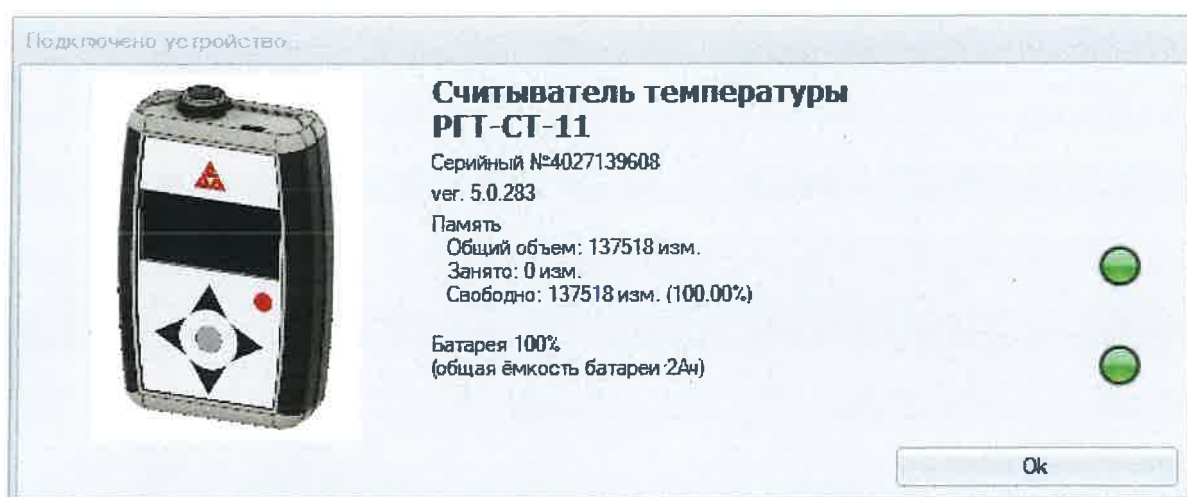 Подключено устройство...
Считыватель температуры
РГТ-СТ-11
Серийный №4027139608
ver. 5.0.283
Память
Общий объем: 137518 изм.
Занято: 0 изм.
Свободно: 137518 изм. (100.00%)
Батарея 100%
(общая ёмкость батареи 2Ач)
Ok